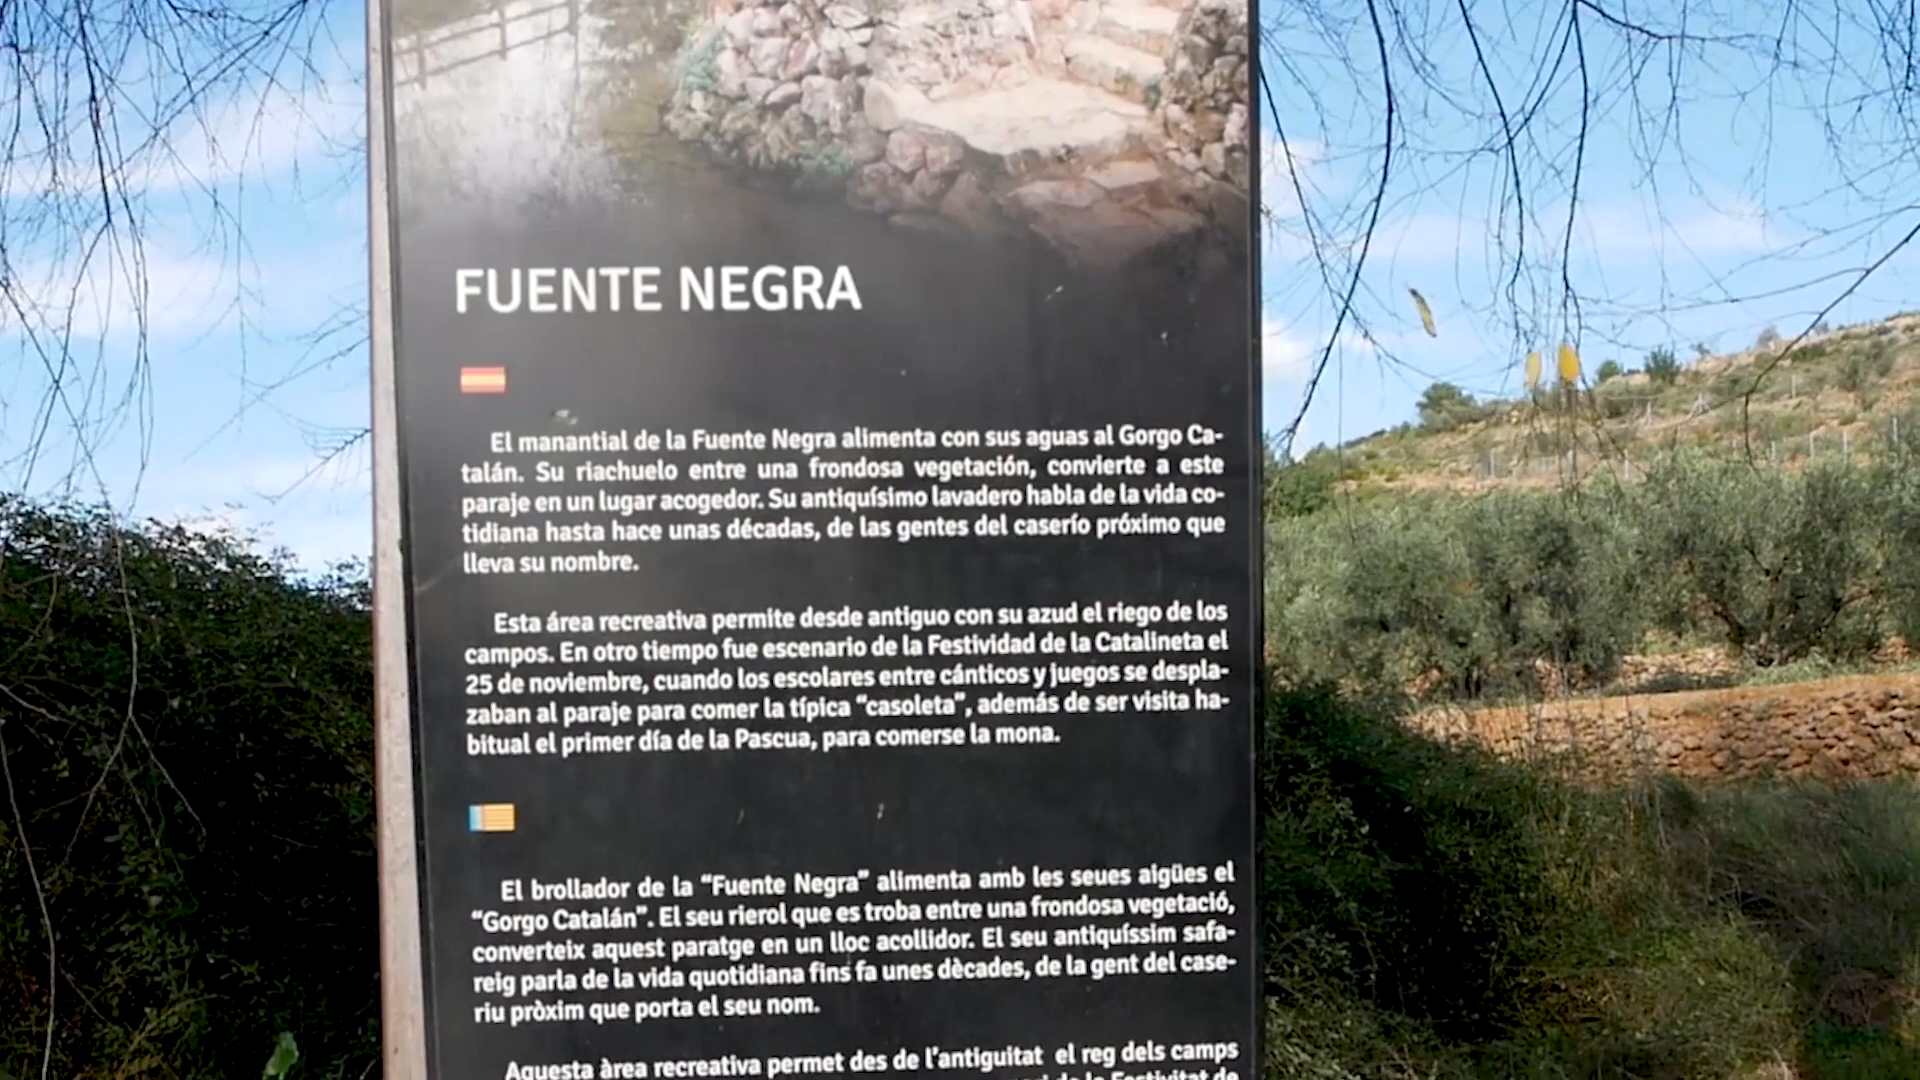 FUENTE NEGRA
El manantial de la Fuente Negra alimenta con sus aguas al Gorgo Ca-
talán. Su riachuelo entre una frondosa vegetación, convierte a este
paraje en un lugar acogedor. Su antiquísimo lavadero habla de la vida co-
tidiana hasta hace unas décadas, de las gentes del caserío próximo que
lleva su nombre.
Esta área recreativa permite desde antiguo con su azud el riego de los
campos. En otro tiempo fue escenario de la Festividad de la Catalineta el
25 de noviembre, cuando los escolares entre cánticos y juegos se despla-
zaban al paraje para comer la típica “casoleta”, además de ser visita ha-
bitual el primer día de la Pascua, para comerse la mona.
El brollador de la “Fuente Negra” alimenta amb les seues aigües el
“Gorgo Catalán”. El seu rierol que es troba entre una frondosa vegetació,
converteix aquest paratge en un lloc acollidor. El seu antiquíssim safa-
reig parla de la vida quotidiana fins fa unes dècades, de la gent del case-
riu pròxim que porta el seu nom.
Aquesta àrea recreativa permet des de l’antiguitat el reg dels camps
de la Festivitat de